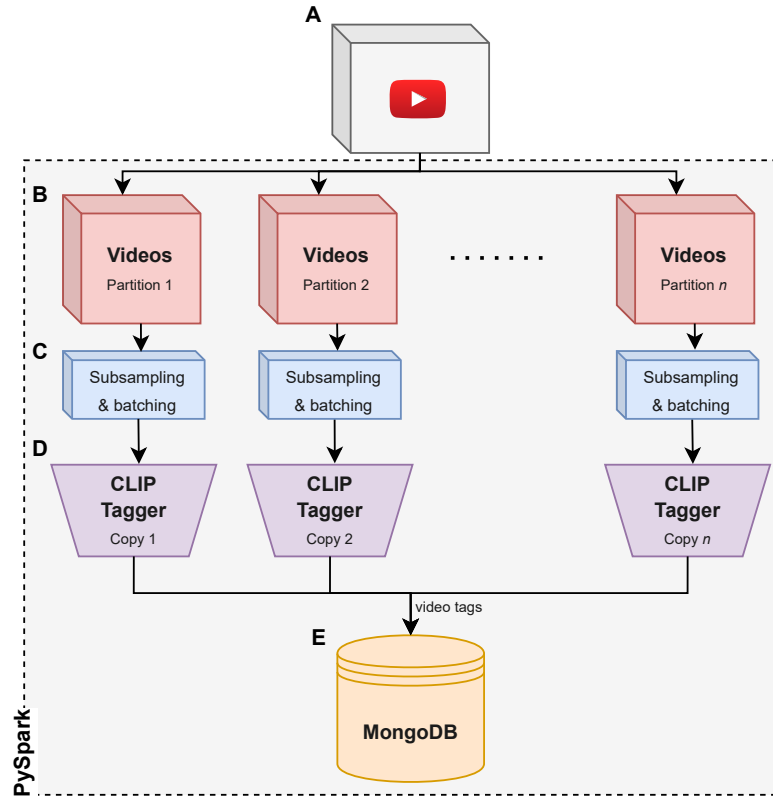 A
B
Videos
Partition 1
Videos
Partition 2
. . . . . . .
Videos
Partition n
C
Subsampling
& batching
Subsampling
& batching
Subsampling
& batching
D
CLIP
Tagger
Copy 1
CLIP
Tagger
Copy 2
CLIP
Tagger
Copy n
video tags
E
MongoDB
PySpark